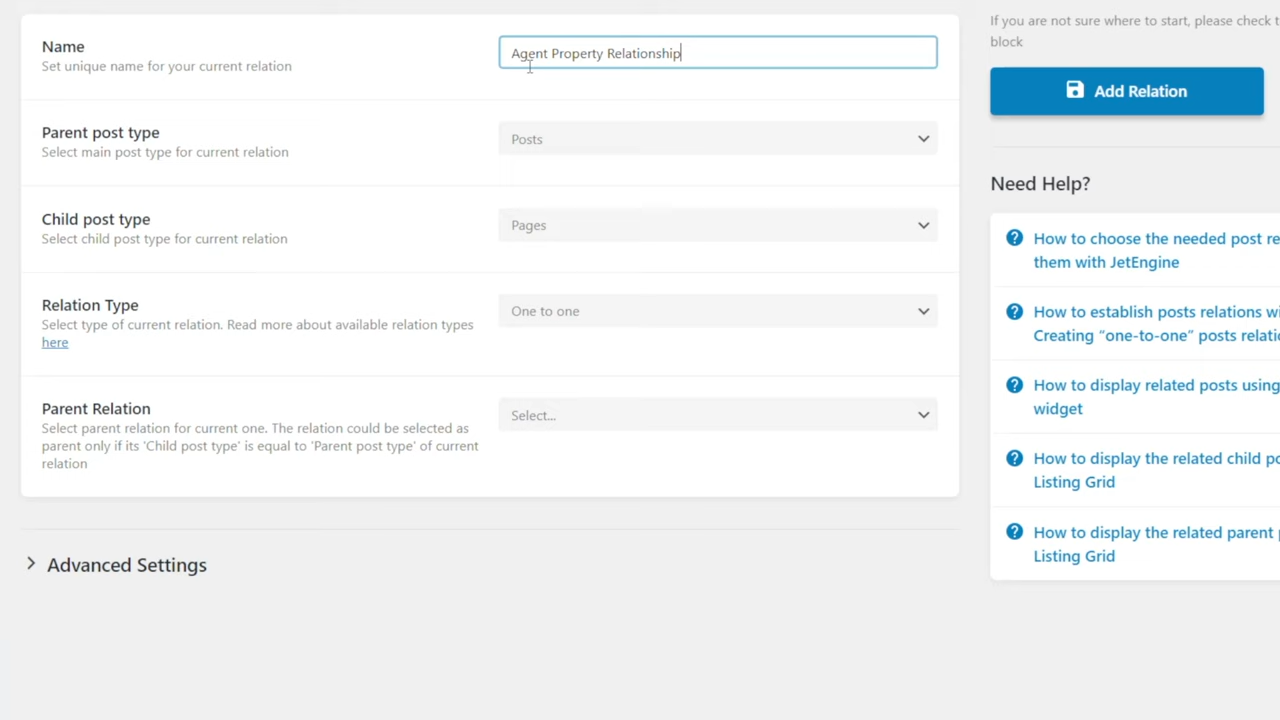 Name
Set unique name for your current relation
Agent Property Relationship
Parent post type
Select main post type for current relation
Posts
Child post type
Select child post type for current relation
Pages
Relation Type
Select type of current relation. Read more about available relation types
here
One to one
Parent Relation
Select parent relation for current one. The relation could be selected as
parent only if its 'Child post type' is equal to 'Parent post type' of current
relation
Select...
Advanced Settings
If you are not sure where to start, please check
block
Add Relation
Need Help?
How to choose the needed post
them with JetEngine
How to establish posts relations
Creating “one-to-one” posts
How to display related posts using
widget
How to display the related child
Listing Grid
How to display the related parent
Listing Grid